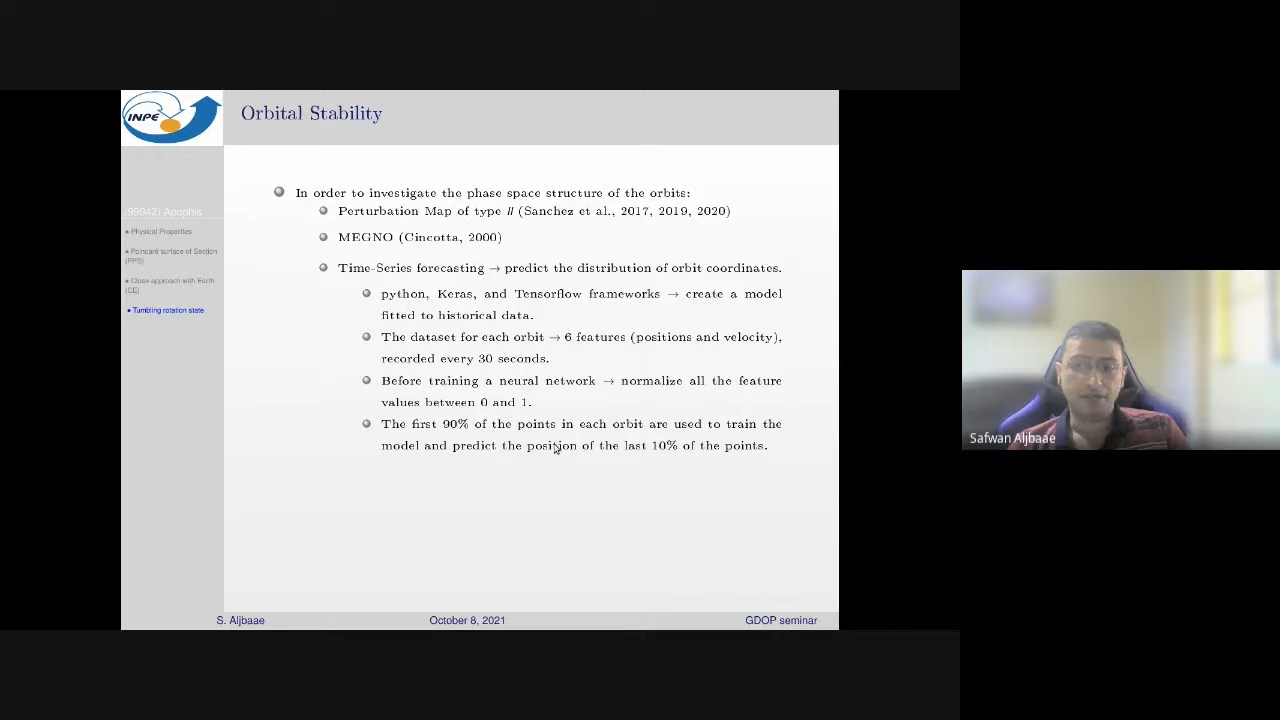 INPE
Orbital Stability
(99942) Apophis
• Physical Properties
• Poincaré surface of Section
(PPS)
• Close approach with Earth
(CE)
• Tumbling rotation state
In order to investigate the phase space structure of the orbits:
Perturbation Map of type II (Sanchez et al., 2017, 2019, 2020)
MEGNO (Cincotta, 2000)
Time-Series forecasting → predict the distribution of orbit coordinates.
python, Keras, and Tensorflow frameworks → create a model
fitted to historical data.
The dataset for each orbit → 6 features (positions and velocity),
recorded every 30 seconds.
Before training a neural network → normalize all the feature
values between 0 and 1.
The first 90% of the points in each orbit are used to train the
model and predict the position of the last 10% of the points.
S. Aljbaae
October 8, 2021
GDOP seminar
Safwan Aljbaae